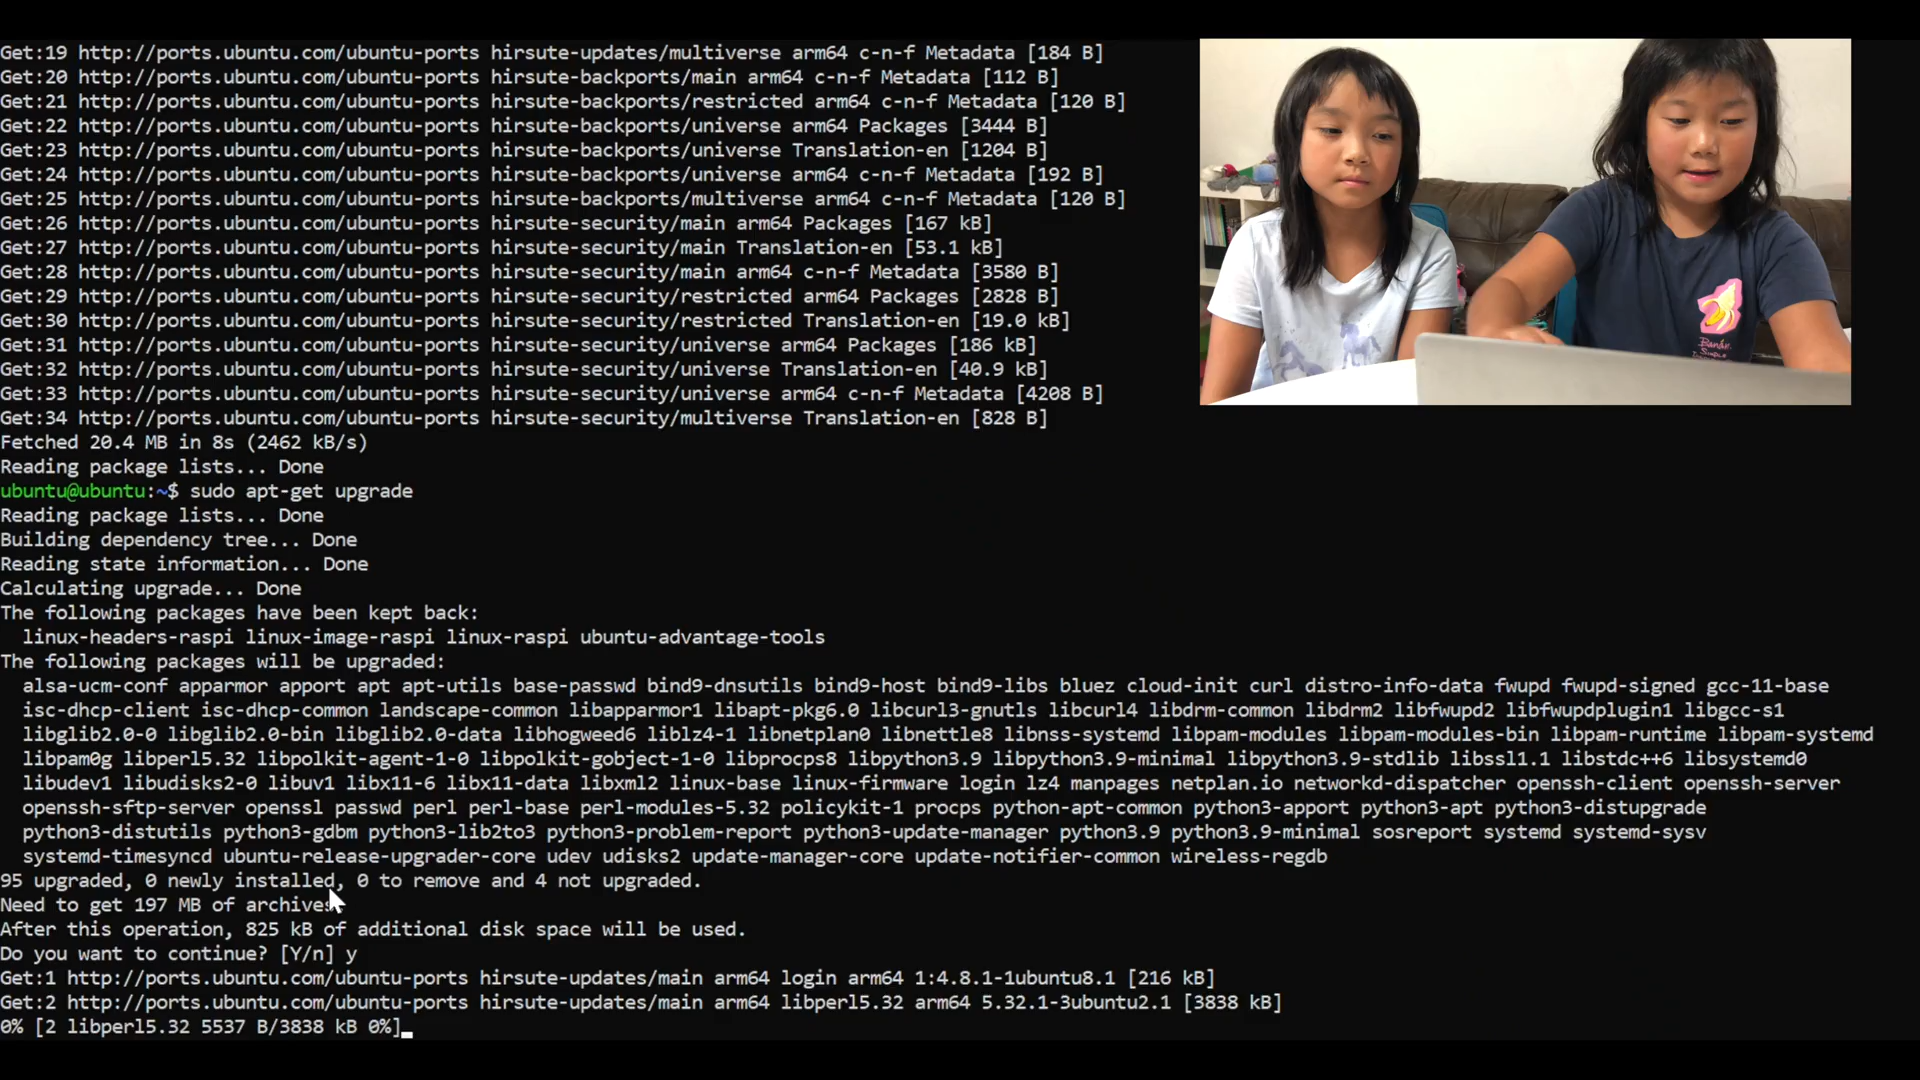 Get:19 http://ports.ubuntu.com/ubuntu-ports hirsute-updates/multiverse arm64 c-n-f Metadata [184 B]
Get:20 http://ports.ubuntu.com/ubuntu-ports hirsute-backports/main arm64 c-n-f Metadata [112 B]
Get:21 http://ports.ubuntu.com/ubuntu-ports hirsute-backports/restricted arm64 c-n-f Metadata [120 B]
Get:22 http://ports.ubuntu.com/ubuntu-ports hirsute-backports/universe arm64 Packages [3444 B]
Get:23 http://ports.ubuntu.com/ubuntu-ports hirsute-backports/universe Translation-en [1204 B]
Get:24 http://ports.ubuntu.com/ubuntu-ports hirsute-backports/universe arm64 c-n-f Metadata [192 B]
Get:25 http://ports.ubuntu.com/ubuntu-ports hirsute-backports/multiverse arm64 c-n-f Metadata [120 B]
Get:26 http://ports.ubuntu.com/ubuntu-ports hirsute-security/main arm64 Packages [167 kB]
Get:27 http://ports.ubuntu.com/ubuntu-ports hirsute-security/main Translation-en [53.1 kB]
Get:28 http://ports.ubuntu.com/ubuntu-ports hirsute-security/main arm64 c-n-f Metadata [3580 B]
Get:29 http://ports.ubuntu.com/ubuntu-ports hirsute-security/restricted arm64 Packages [2828 B]
Get:30 http://ports.ubuntu.com/ubuntu-ports hirsute-security/restricted Translation-en [19.0 kB]
Get:31 http://ports.ubuntu.com/ubuntu-ports hirsute-security/universe arm64 Packages [186 kB]
Get:32 http://ports.ubuntu.com/ubuntu-ports hirsute-security/universe Translation-en [40.9 kB]
Get:33 http://ports.ubuntu.com/ubuntu-ports hirsute-security/universe arm64 c-n-f Metadata [4208 B]
Get:34 http://ports.ubuntu.com/ubuntu-ports hirsute-security/multiverse Translation-en [828 B]
Fetched 20.4 MB in 8s (2462 kB/s)
Reading package lists... Done
ubuntu@ubuntu:~$ sudo apt-get upgrade
Reading package lists... Done
Building dependency tree... Done
Reading state information... Done
Calculating upgrade... Done
The following packages have been kept back:
linux-headers-raspi linux-image-raspi linux-raspi ubuntu-advantage-tools
The following packages will be upgraded:
alsa-ucm-conf apparmor apport apt apt-utils base-passwd bind9-dnsutils bind9-host bind9-libs bluez cloud-init curl distro-info-data fwupd fwupd-signed gcc-11-base
isc-dhcp-client isc-dhcp-common landscape-common libapparmor1 libapt-pkg6.0 libcurl3-gnutls libcurl4 libdrm-common libdrm2 libfwupd2 libfwupdplugin1 libgcc-s1
libglib2.0-0 libglib2.0-bin libglib2.0-data libhogweed6 liblz4-1 libnetplan0 libnettle8 libnss-systemd libpam-modules libpam-modules-bin libpam-runtime libpam-systemd
libpam0g libperl5.32 libpolkit-agent-1-0 libpolkit-gobject-1-0 libprocps8 libpython3.9 libpython3.9-minimal libpython3.9-stdlib libssl1.1 libstdc++6 libsystemd0
libudev1 libudisks2-0 libuv1 libx11-6 libx11-data libxml2 linux-base linux-firmware login lz4 manpages netplan.io networkd-dispatcher openssh-client openssh-server
openssh-sftp-server openssl passwd perl perl-base perl-modules-5.32 policykit-1 procps python-apt-common python3-apport python3-apt python3-distupgrade
python3-distutils python3-gdbm python3-lib2to3 python3-problem-report python3-update-manager python3.9 python3.9-minimal sosreport systemd systemd-sysv
systemd-timesyncd ubuntu-release-upgrader-core udev udisks2 update-manager-core update-notifier-common wireless-regdb
95 upgraded, 0 newly installed, 0 to remove and 4 not upgraded.
Need to get 197 MB of archives.
After this operation, 825 kB of additional disk space will be used.
Do you want to continue? [Y/n] y
Get:1 http://ports.ubuntu.com/ubuntu-ports hirsute-updates/main arm64 login arm64 1:4.8.1-1ubuntu8.1 [216 kB]
Get:2 http://ports.ubuntu.com/ubuntu-ports hirsute-updates/main arm64 libperl5.32 arm64 5.32.1-3ubuntu2.1 [3838 kB]
0% [2 libperl5.32 5537 B/3838 kB 0%]